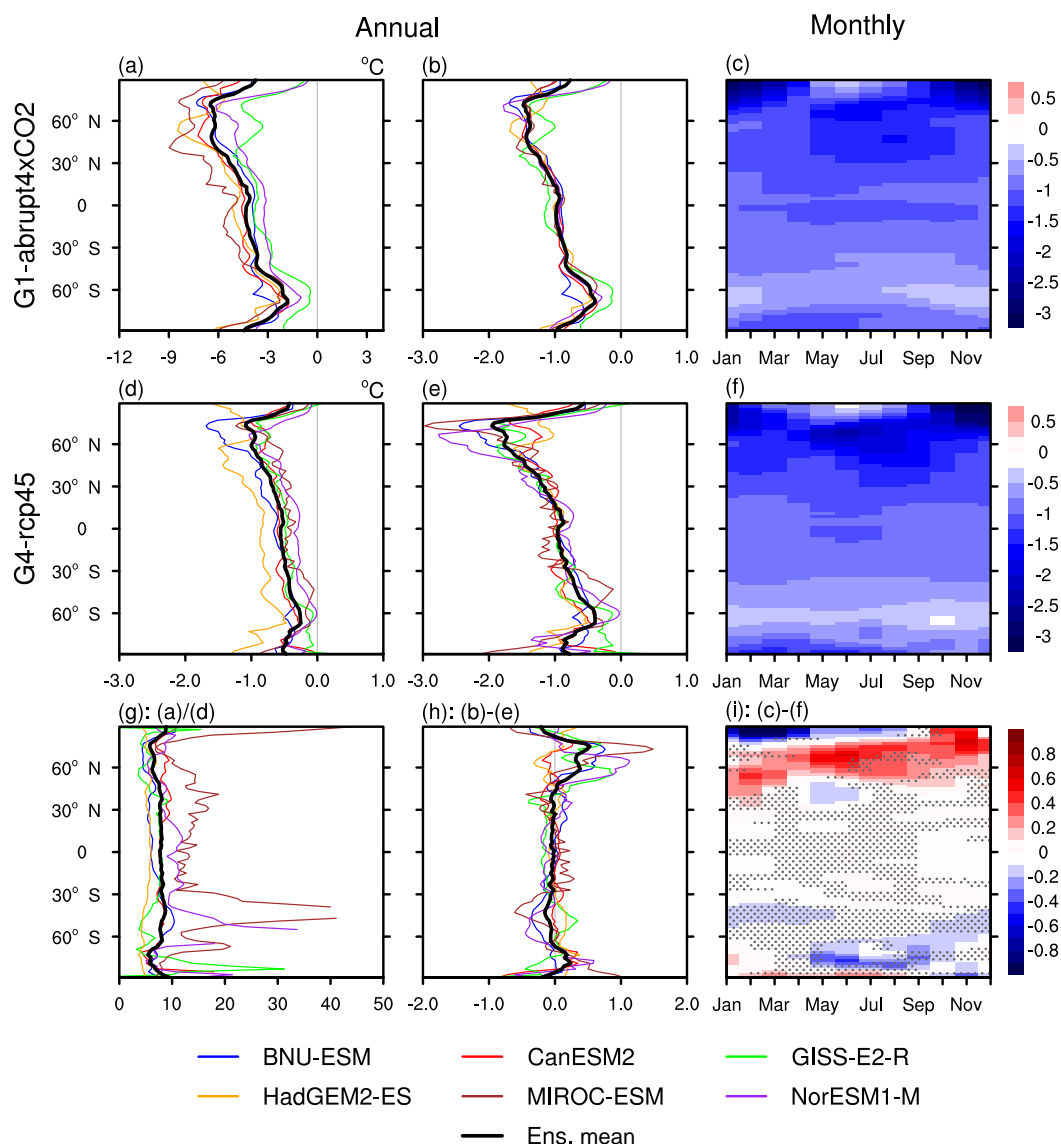 Annual Monthly
(a) °C (b) (c)
G1-abrupt4xCO2
60° N
30° N
0
30° S
60° S
-12 -9 -6 -3 0 3
-3.0 -2.0 -1.0 0.0 1.0
Jan Mar May Jul Sep Nov
0.5
0
-0.5
-1
-1.5
-2
-2.5
-3
(d) °C (e) (f)
G4-rcp45
60° N
30° N
0
30° S
60° S
-3.0 -2.0 -1.0 0.0 1.0
-3.0 -2.0 -1.0 0.0 1.0
Jan Mar May Jul Sep Nov
0.5
0
-0.5
-1
-1.5
-2
-2.5
-3
(g): (a)/(d) (h): (b)-(e) (i): (c)-(f)
60° N
30° N
0
30° S
60° S
0 10 20 30 40 50
-2.0 -1.0 0.0 1.0 2.0
Jan Mar May Jul Sep Nov
0.8
0.6
0.4
0.2
0
-0.2
-0.4
-0.6
-0.8
BNU-ESM CanESM2 GISS-E2-R
HadGEM2-ES MIROC-ESM NorESM1-M
Ens. mean